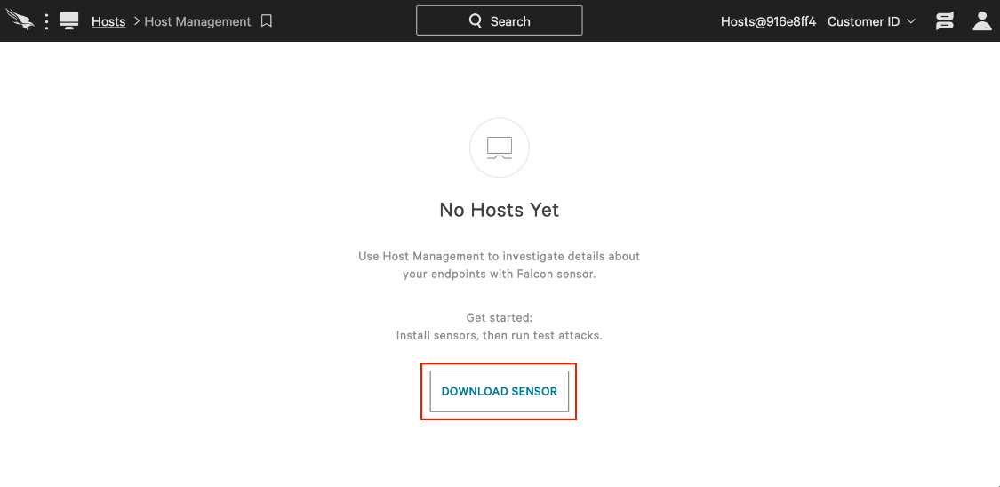 Hosts > Host Management
Search
Hosts@916e8ff4
Customer ID
No Hosts Yet
Use Host Management to investigate details about
your endpoints with Falcon sensor.
Get started:
Install sensors, then run test attacks.
DOWNLOAD SENSOR